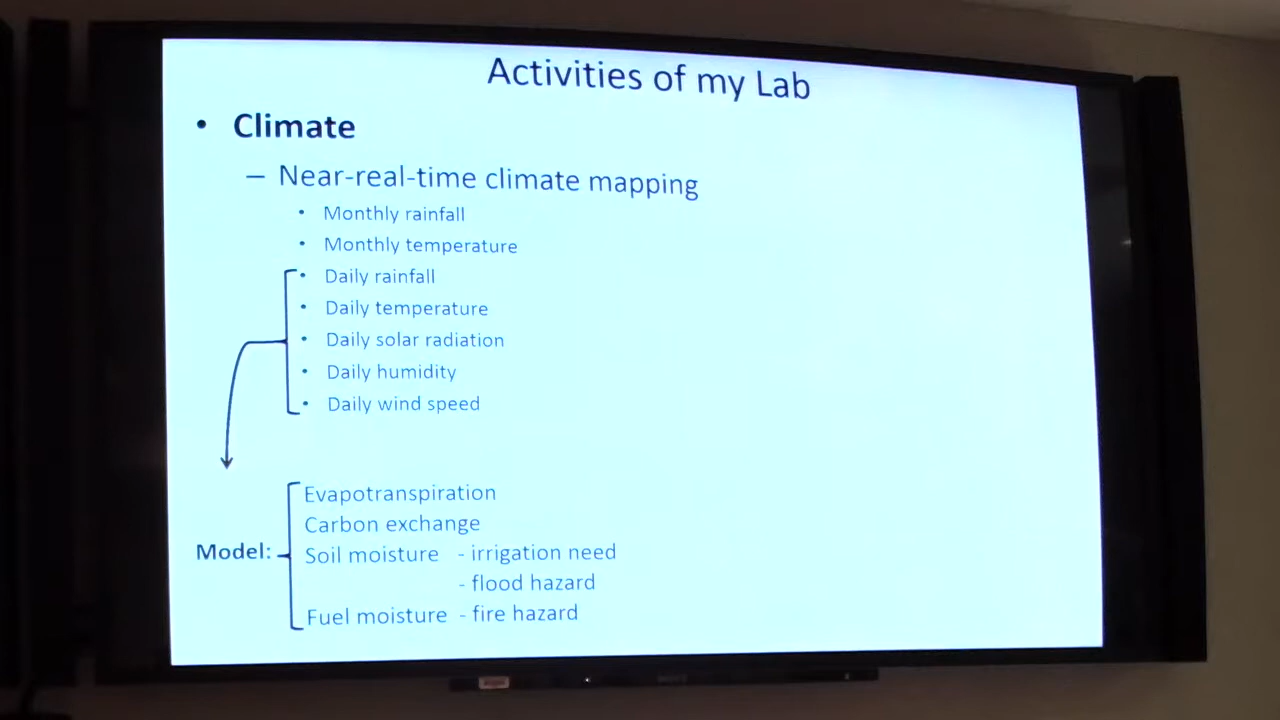 Activities of my Lab
• Climate
– Near-real-time climate mapping
• Monthly rainfall
• Monthly temperature
• Daily rainfall
• Daily temperature
• Daily solar radiation
• Daily humidity
• Daily wind speed
Evapotranspiration
Carbon exchange
Model: Soil moisture - irrigation need
- flood hazard
Fuel moisture - fire hazard